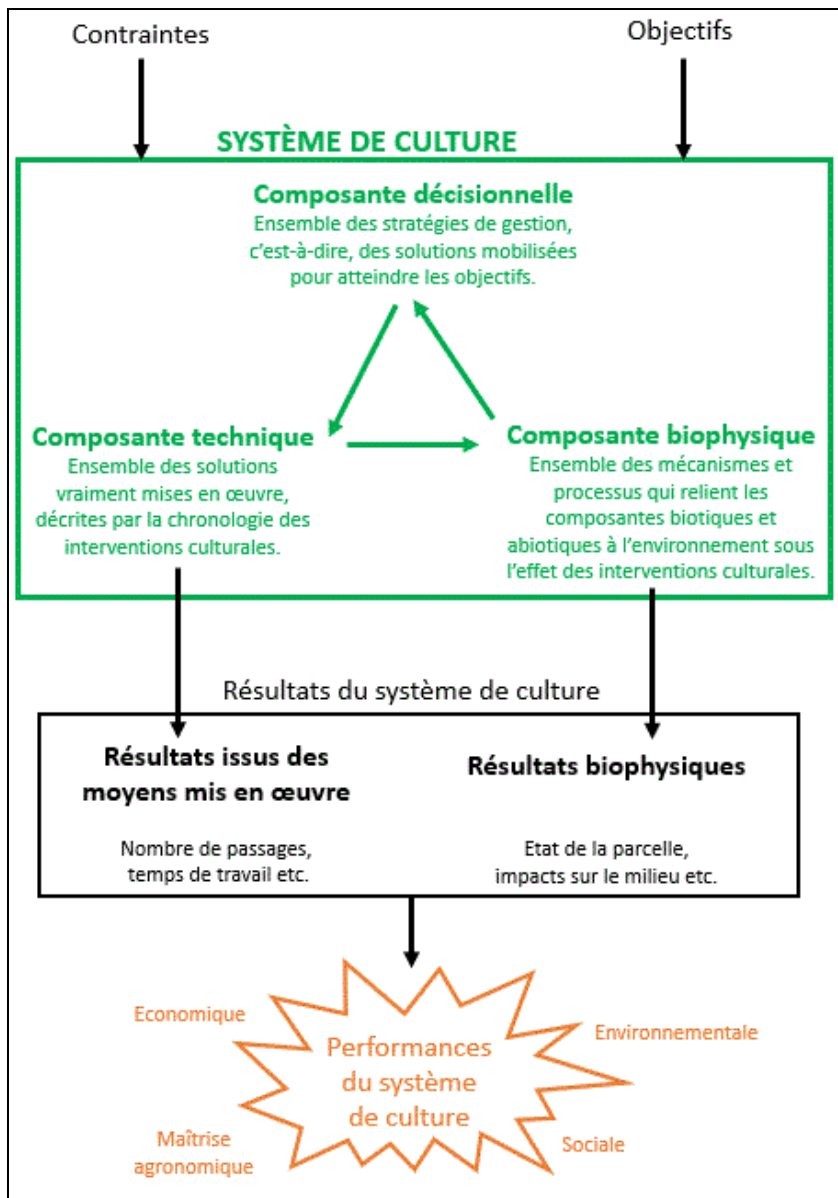 Contraintes
Objectifs
SYSTÈME DE CULTURE
Composante décisionnelle
Ensemble des stratégies de gestion,
c'est-à-dire, des solutions mobilisées
pour atteindre les objectifs.
Composante technique
Ensemble des solutions
vraiment mises en œuvre,
décrites par la chronologie des
interventions culturales.
Composante biophysique
Ensemble des mécanismes et
processus qui relient les
composantes biotiques et
abiotiques à l'environnement sous
l'effet des interventions culturales.
Résultats du système de culture
Résultats issus des
moyens mis en œuvre
Nombre de passages,
temps de travail etc.
Résultats biophysiques
Etat de la parcelle,
impacts sur le milieu etc.
Economique
Environnementale
Performances
du système
de culture
Maîtrise
agronomique
Sociale